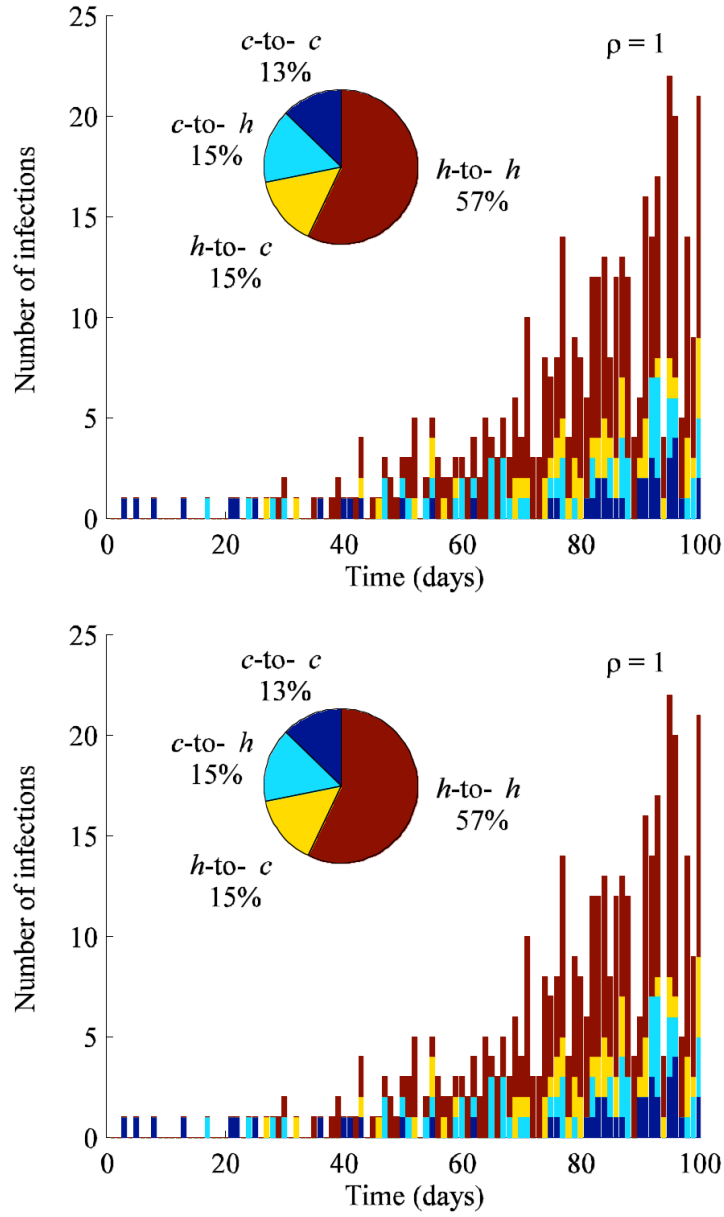 25
20
15
10
5
0
Number of infections
ρ = 1
c-to- c
13%
c-to- h
15%
h-to- c
15%
h-to- h
57%
0 20 40 60 80 100
Time (days)
25
20
15
10
5
0
Number of infections
ρ = 1
c-to- c
13%
c-to- h
15%
h-to- c
15%
h-to- h
57%
0 20 40 60 80 100
Time (days)